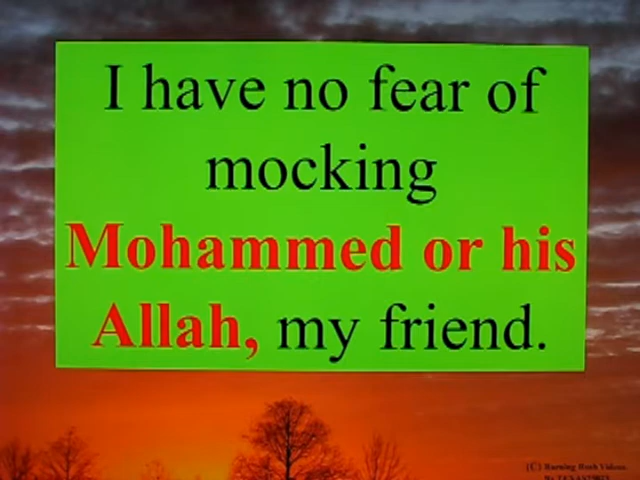 I have no fear of
mocking
Mohammed or his
Allah, my friend.
(C) Burning Bush Videos.